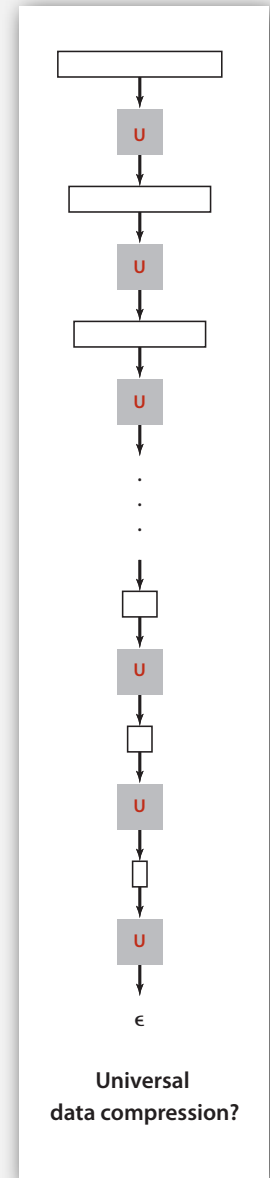 U
U
U
.
.
.
U
U
U
ϵ
Universal
data compression?